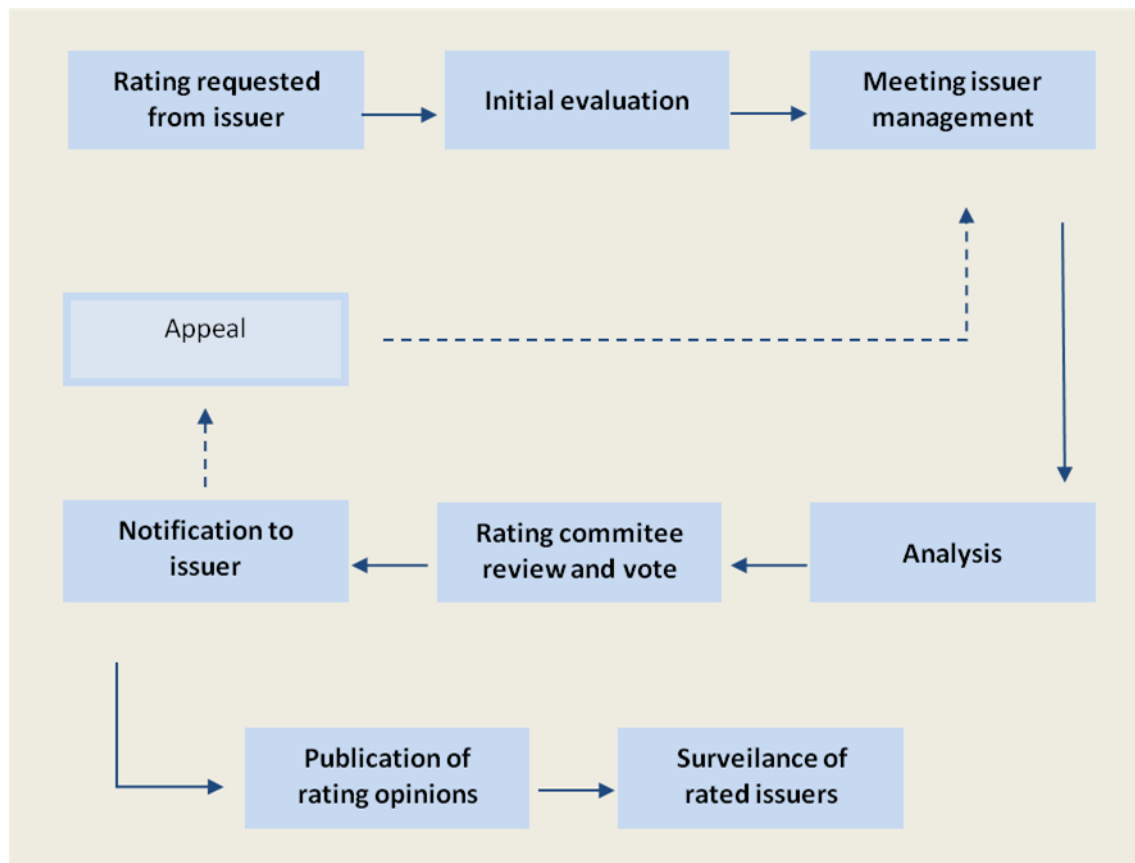 Rating requested
from issuer
Initial evaluation
Meeting issuer
management
Appeal
Notification to
issuer
Rating commitee
review and vote
Analysis
Publication of
rating opinions
Surveilance of
rated issuers